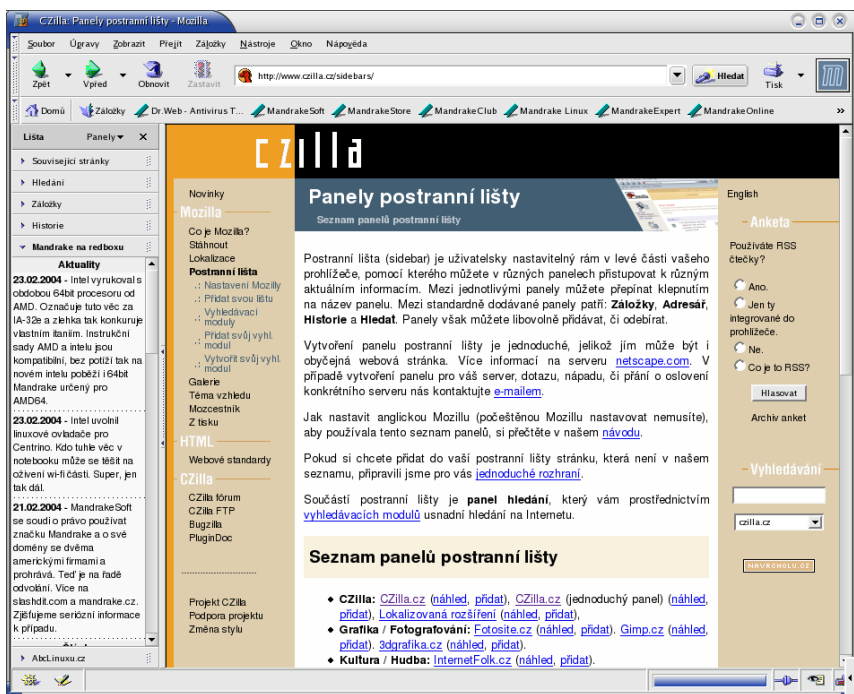 CZilla: Panely postranní lišty - Mozilla
Soubor Úpravy Zobrazit Přejít Záložky Nástroje Okno Nápověda
Zpět Vpřed Obnovit Zastavit http://www.czilla.cz/sidebars/ Hledat Tisk
Domů Záložky Dr.Web - Antivirus T... MandrakeSoft MandrakeStore MandrakeClub Mandrake Linux MandrakeExpert MandrakeOnline »
Lišta Panely
Související stránky
Hledání
Záložky
Historie
Mandrake na redboxu
Aktuality
23.02.2004 - Intel vyrukoval s
obdobou 64bit procesoru od
AMD. Označuje tuto věc za
IA-32e a zlehka tak konkuruje
vlastním itaniím. Instrukční
sady AMD a intelu jsou
kompatibilní, bez potíží tak na
novém intelu poběží i 64bit
Mandrake určený pro
AMD64.
23.02.2004 - Intel uvolnil
linuxové ovladače pro
Centrino. Kdo tuhle věc v
notebooku může se těšit na
oživení wi-fi částí. Super, jen
tak dál.
21.02.2004 - MandrakeSoft
se soudí o právo používat
značku Mandrake a o své
domény se dvěma
americkými firmami a
prohrává. Teď je na řadě
odvolání. Více na
slashdit.com a mandrake.cz.
Zjišťujeme seriózní informace
k případu.
AbcLinuxu.cz
czilla
Novinky
Mozilla
Co je Mozilla?
Stáhnout
Lokalizace
Postranní lišta
.: Nastavení Mozilly
.: Přidat svou lištu
.: Vyhledávací
moduly
.: Přidat svůj vyhl.
modul
.: Vytvořit svůj vyhl.
modul
Galerie
Téma vzhledu
Mozcestník
Z tisku
HTML
Webové standardy
CZilla
CZilla fórum
CZilla FTP
Bugzilla
PluginDoc
Projekt CZilla
Podpora projektu
Změna stylu
Panely postranní lišty
Seznam panelů postranní lišty
Postranní lišta (sidebar) je uživatelsky nastavitelný rám v levé části vašeho
prohlížeče, pomocí kterého můžete v různých panelech přistupovat k různým
aktuálním informacím. Mezi jednotlivými panely můžete přepínat klepnutím
na název panelu. Mezi standardně dodávané panely patří: Záložky, Adresář,
Historie a Hledat. Panely však můžete libovolně přidávat, či odebírat.
Vytvoření panelu postranní lišty je jednoduché, jelikož jím může být i
obyčejná webová stránka. Více informací na serveru netscape.com. V
případě vytvoření panelu pro váš server, dotazu, nápadu, či přání o oslovení
konkrétního serveru nás kontaktujte e-mailem.
Jak nastavit anglickou Mozillu (počeštěnou Mozillu nastavovat nemusíte),
aby používala tento seznam panelů, si přečtěte v našem návodu.
Pokud si chcete přidat do vaší postranní lišty stránku, která není v našem
seznamu, připravili jsme pro vás jednoduché rozhraní.
Součástí postranní lišty je panel hledání, který vám prostřednictvím
vyhledávacích modulů usnadní hledání na Internetu.
Seznam panelů postranní lišty
CZilla: CZilla.cz (náhled, přidat), CZilla.cz (jednoduchý panel) (náhled,
přidat), Lokalizovaná rozšíření (náhled, přidat),
Grafika / Fotografování: Fotosite.cz (náhled, přidat). Gimp.cz (náhled,
přidat). 3dgrafika.cz (náhled, přidat).
Kultura / Hudba: InternetFolk.cz (náhled, přidat).
English
Anketa
Používáte RSS
čtečky?
Ano.
Jen ty
integrované do
prohlížeče.
Ne.
Co je to RSS?
Hlasovat
Archiv anket
Vyhledávání
czilla.cz
NAVRCHOLU.CZ